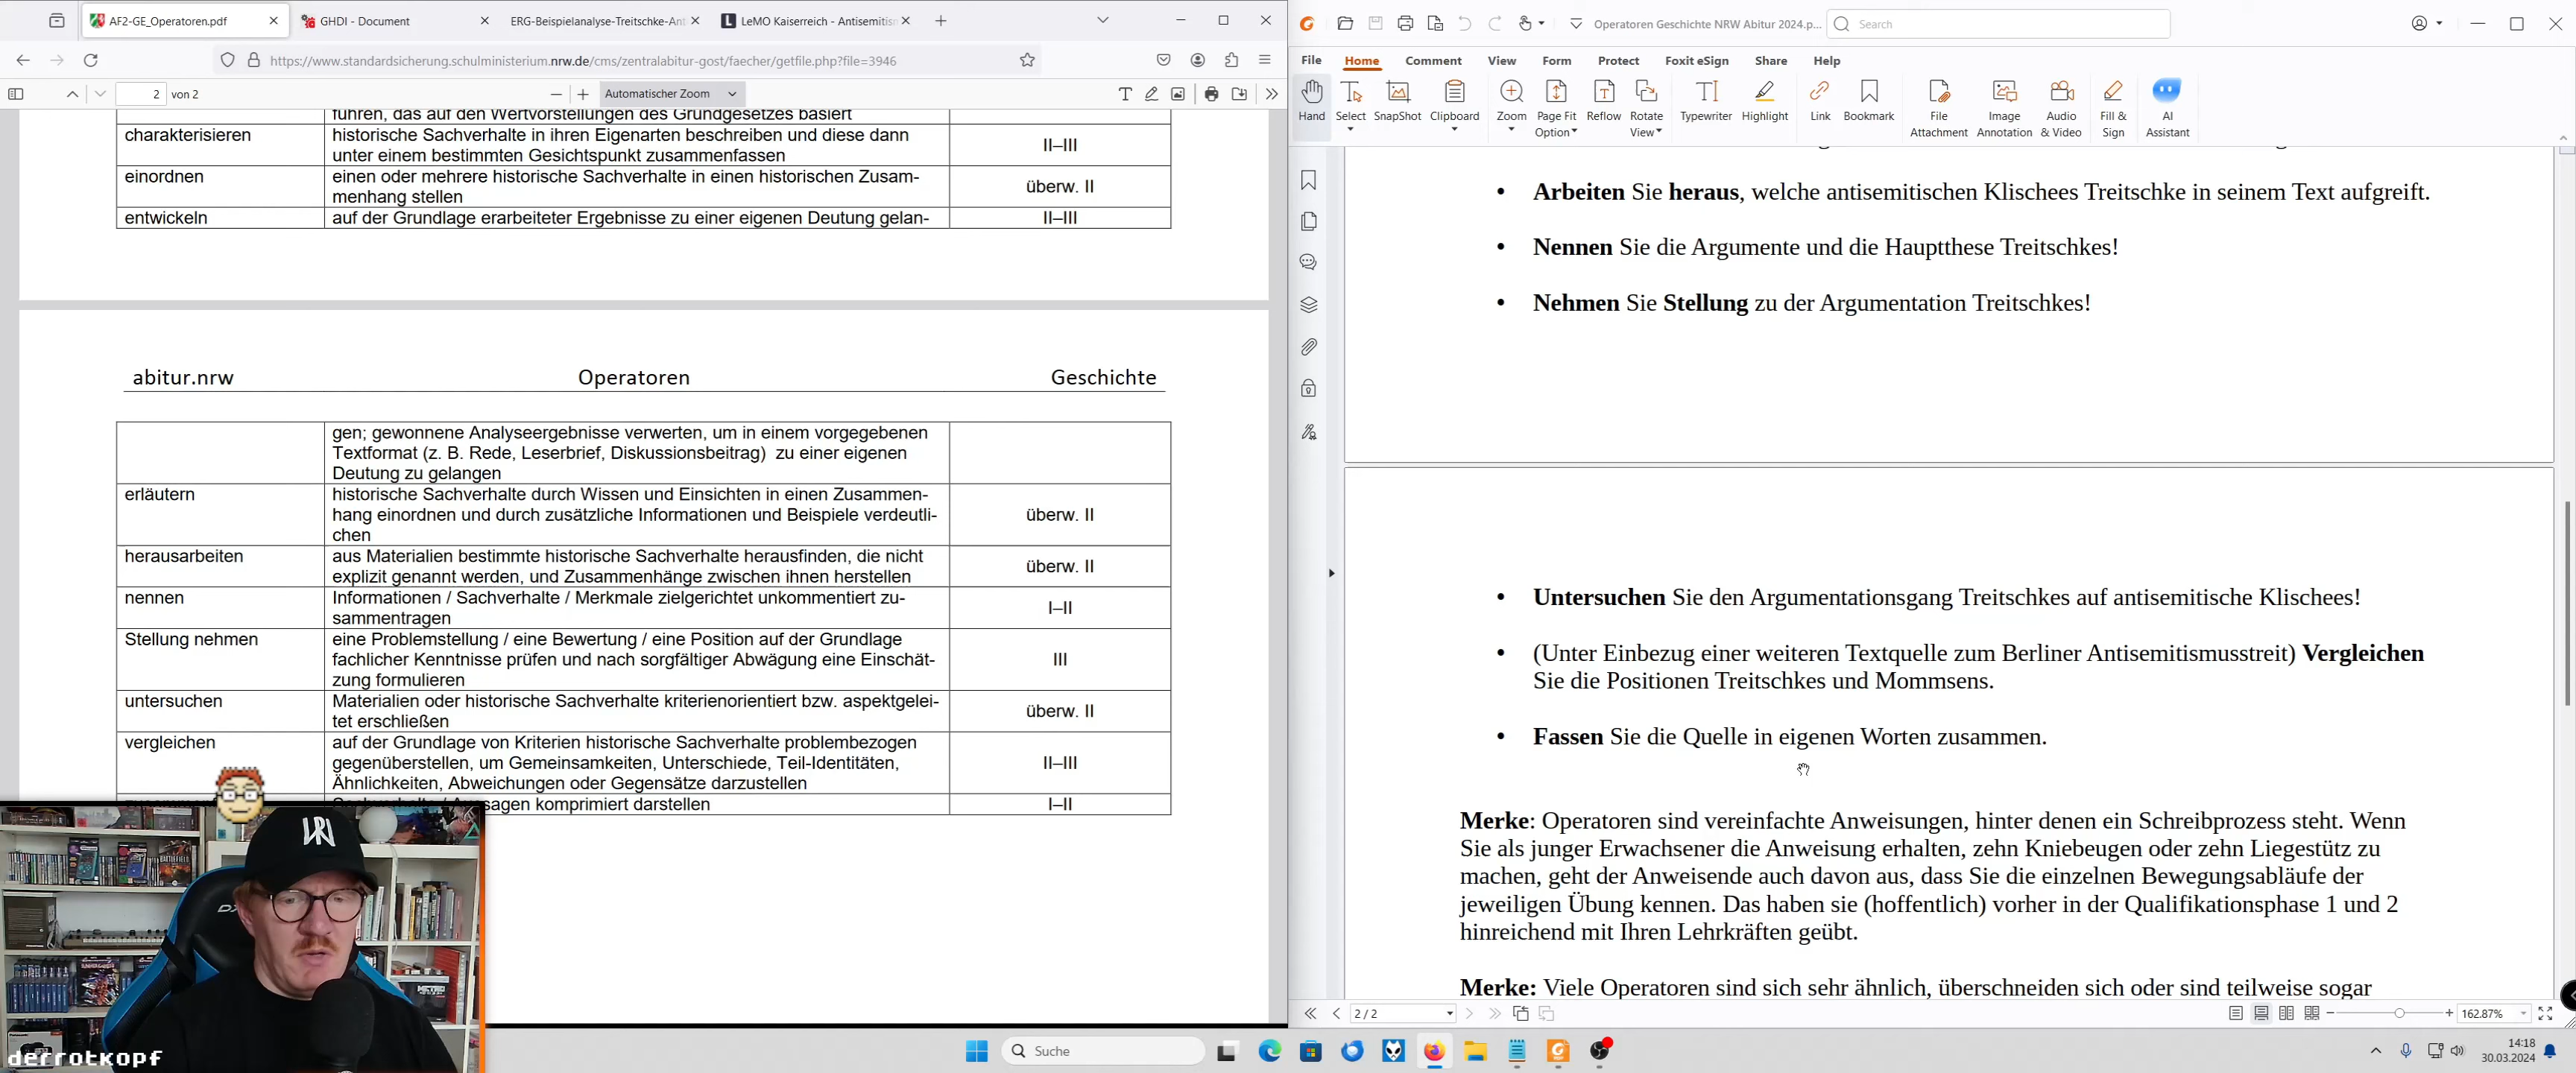 AF2-GE_Operatoren.pdf
GHDI - Document
ERG-Beispielanalyse-Treitschke-Ant
LeMO Kaiserreich - Antisemitism
https://www.standardsicherung.schulministerium.nrw.de/cms/zentralabitur-gost/faecher/getfile.php?file=3946
2 von 2
Automatischer Zoom
führen, das auf den Wertvorstellungen des Grundgesetzes basiert
charakterisieren historische Sachverhalte in ihren Eigenarten beschreiben und diese dann II–III
unter einem bestimmten Gesichtspunkt zusammenfassen
einordnen einen oder mehrere historische Sachverhalte in einen historischen Zusam- überw. II
menhang stellen
entwickeln auf der Grundlage erarbeiteter Ergebnisse zu einer eigenen Deutung gelan- II–III
abitur.nrw Operatoren Geschichte
gen; gewonnene Analyseergebnisse verwerten, um in einem vorgegebenen
Textformat (z. B. Rede, Leserbrief, Diskussionsbeitrag) zu einer eigenen
Deutung zu gelangen
erläutern historische Sachverhalte durch Wissen und Einsichten in einen Zusammen-
hang einordnen und durch zusätzliche Informationen und Beispiele verdeutli- überw. II
chen
herausarbeiten aus Materialien bestimmte historische Sachverhalte herausfinden, die nicht überw. II
explizit genannt werden, und Zusammenhänge zwischen ihnen herstellen
nennen Informationen / Sachverhalte / Merkmale zielgerichtet unkommentiert zu- I–II
sammentragen
Stellung nehmen eine Problemstellung / eine Bewertung / eine Position auf der Grundlage
fachlicher Kenntnisse prüfen und nach sorgfältiger Abwägung eine Einschät- III
zung formulieren
untersuchen Materialien oder historische Sachverhalte kriterienorientiert bzw. aspektgelei- überw. II
tet erschließen
vergleichen auf der Grundlage von Kriterien historische Sachverhalte problembezogen
gegenüberstellen, um Gemeinsamkeiten, Unterschiede, Teil-Identitäten, II–III
Ähnlichkeiten, Abweichungen oder Gegensätze darzustellen
komprimiert darstellen I–II
derrotkopf
Operatoren Geschichte NRW Abitur 2024.p...
Search
File Home Comment View Form Protect Foxit eSign Share Help
Hand Select SnapShot Clipboard Zoom Page Fit Option Reflow Rotate View Typewriter Highlight Link Bookmark File Attachment Image Annotation Audio & Video Fill & Sign AI Assistant
• Arbeiten Sie heraus, welche antisemitischen Klischees Treitschke in seinem Text aufgreift.
• Nennen Sie die Argumente und die Hauptthese Treitschkes!
• Nehmen Sie Stellung zu der Argumentation Treitschkes!
• Untersuchen Sie den Argumentationsgang Treitschkes auf antisemitische Klischees!
• (Unter Einbezug einer weiteren Textquelle zum Berliner Antisemitismusstreit) Vergleichen
Sie die Positionen Treitschkes und Mommsens.
• Fassen Sie die Quelle in eigenen Worten zusammen.
Merke: Operatoren sind vereinfachte Anweisungen, hinter denen ein Schreibprozess steht. Wenn
Sie als junger Erwachsener die Anweisung erhalten, zehn Kniebeugen oder zehn Liegestütz zu
machen, geht der Anweisende auch davon aus, dass Sie die einzelnen Bewegungsabläufe der
jeweiligen Übung kennen. Das haben sie (hoffentlich) vorher in der Qualifikationsphase 1 und 2
hinreichend mit Ihren Lehrkräften geübt.
Merke: Viele Operatoren sind sich sehr ähnlich, überschneiden sich oder sind teilweise sogar
2 / 2
162.87%
Suche
14:18
30.03.2024